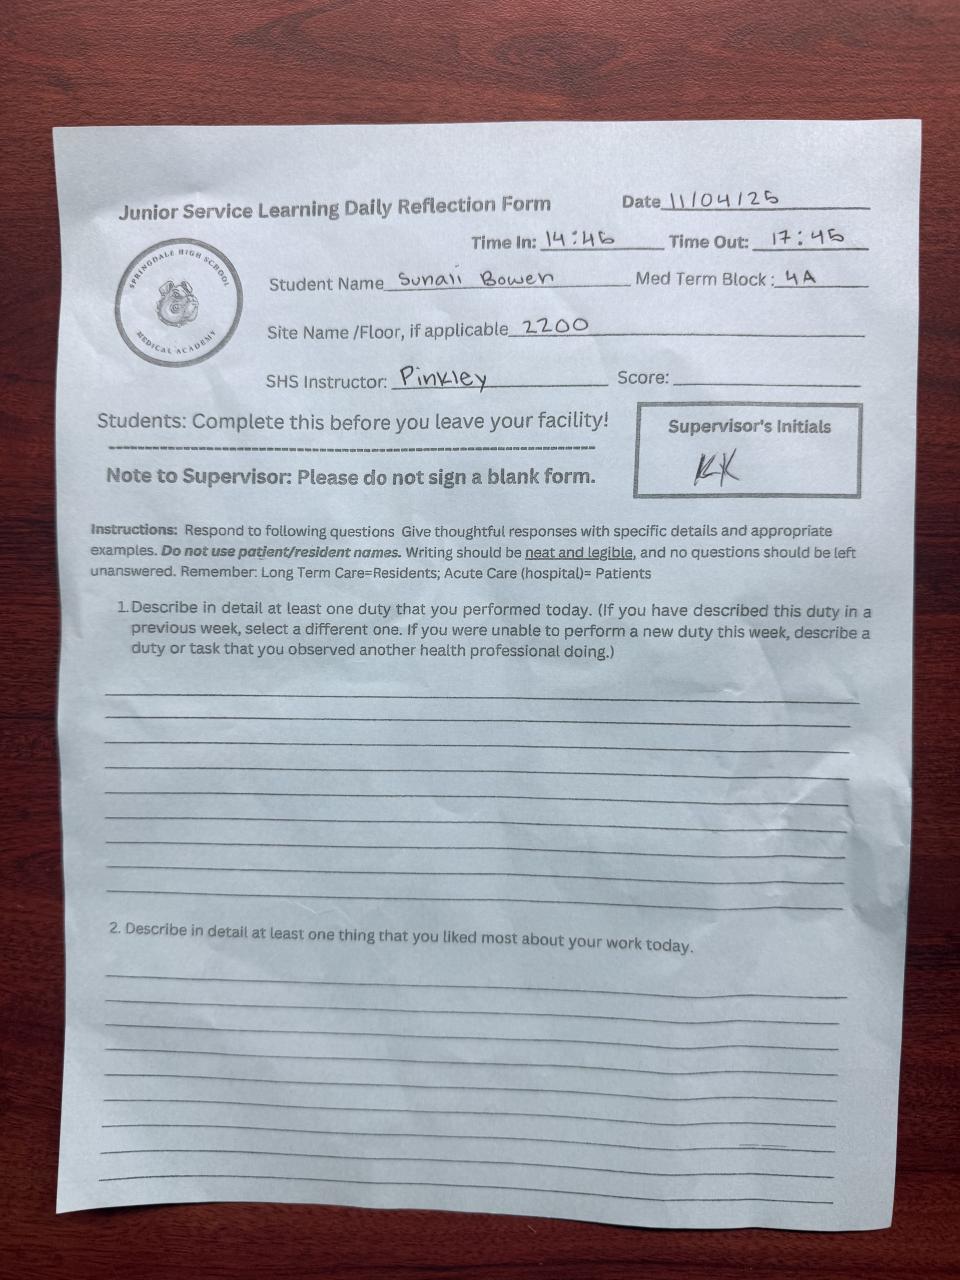 Junior Service Learning Daily Reflection Form
Date 11/04/25
Time In: 14:45 Time Out: 17:45
SPRINGDALE HIGH SCHOOL
MEDICAL ACADEMY
Student Name Sunali Bowen Med Term Block: 4A
Site Name /Floor, if applicable 2200
SHS Instructor: Pinkley Score:
Students: Complete this before you leave your facility!
Supervisor's Initials
KK
Note to Supervisor: Please do not sign a blank form.
Instructions: Respond to following questions Give thoughtful responses with specific details and appropriate
examples. Do not use patient/resident names. Writing should be neat and legible, and no questions should be left
unanswered. Remember: Long Term Care=Residents; Acute Care (hospital)= Patients
1. Describe in detail at least one duty that you performed today. (If you have described this duty in a
previous week, select a different one. If you were unable to perform a new duty this week, describe a
duty or task that you observed another health professional doing.)
2. Describe in detail at least one thing that you liked most about your work today.